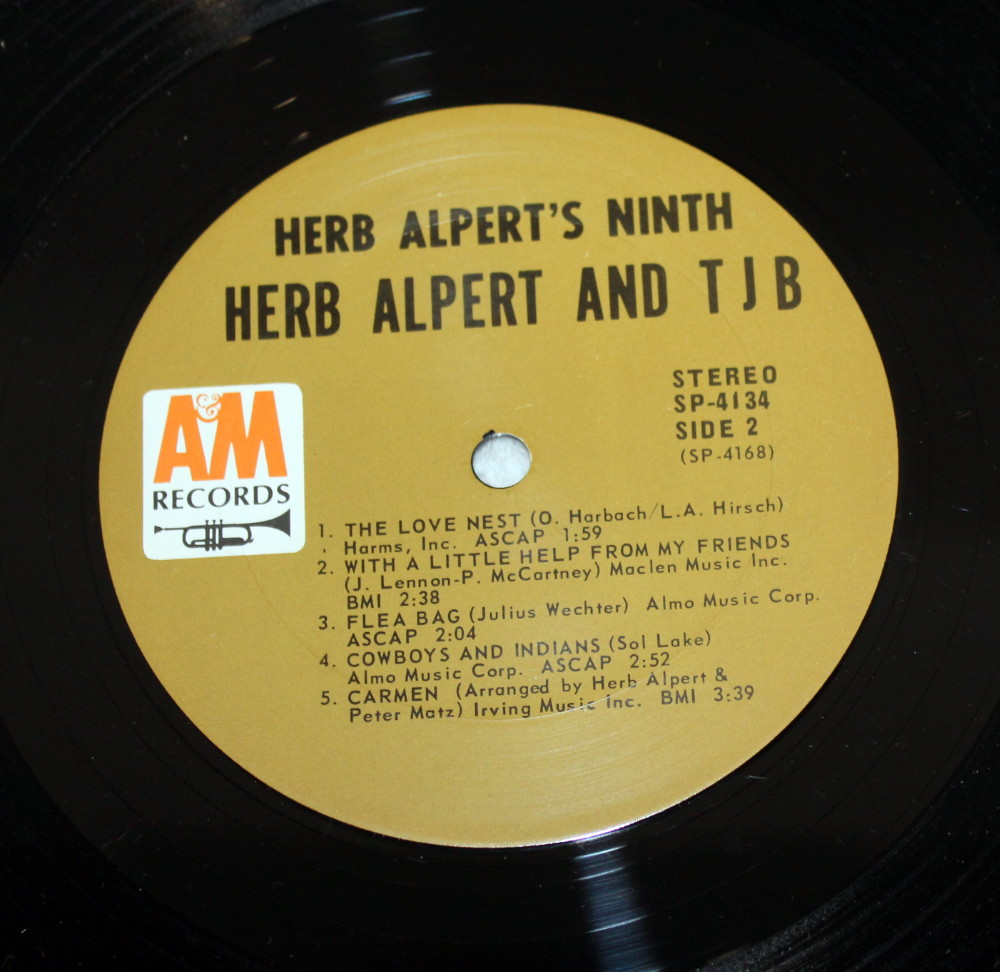 HERB ALPERT'S NINTH
HERB ALPERT AND T J B
STEREO
SP-4134
SIDE 2
(SP-4168)
A&M
RECORDS
1. THE LOVE NEST (O. Harbach/L.A. Hirsch)
Harms, Inc. ASCAP 1:59
2. WITH A LITTLE HELP FROM MY FRIENDS
(J. Lennon-P. McCartney) Maclen Music Inc.
BMI 2:38
3. FLEA BAG (Julius Wechter) Almo Music Corp.
ASCAP 2:04
4. COWBOYS AND INDIANS (Sol Lake)
Almo Music Corp. ASCAP 2:52
5. CARMEN (Arranged by Herb Alpert &
Peter Matz) Irving Music Inc. BMI 3:39